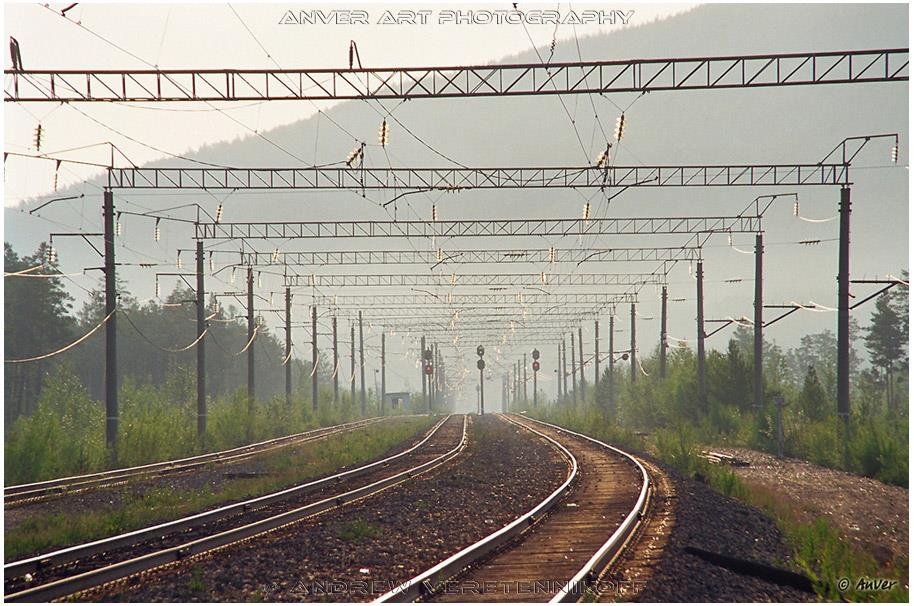 ANVER ART PHOTOGRAPHY
© ANDREW VERETENNIKOFF
© Anver